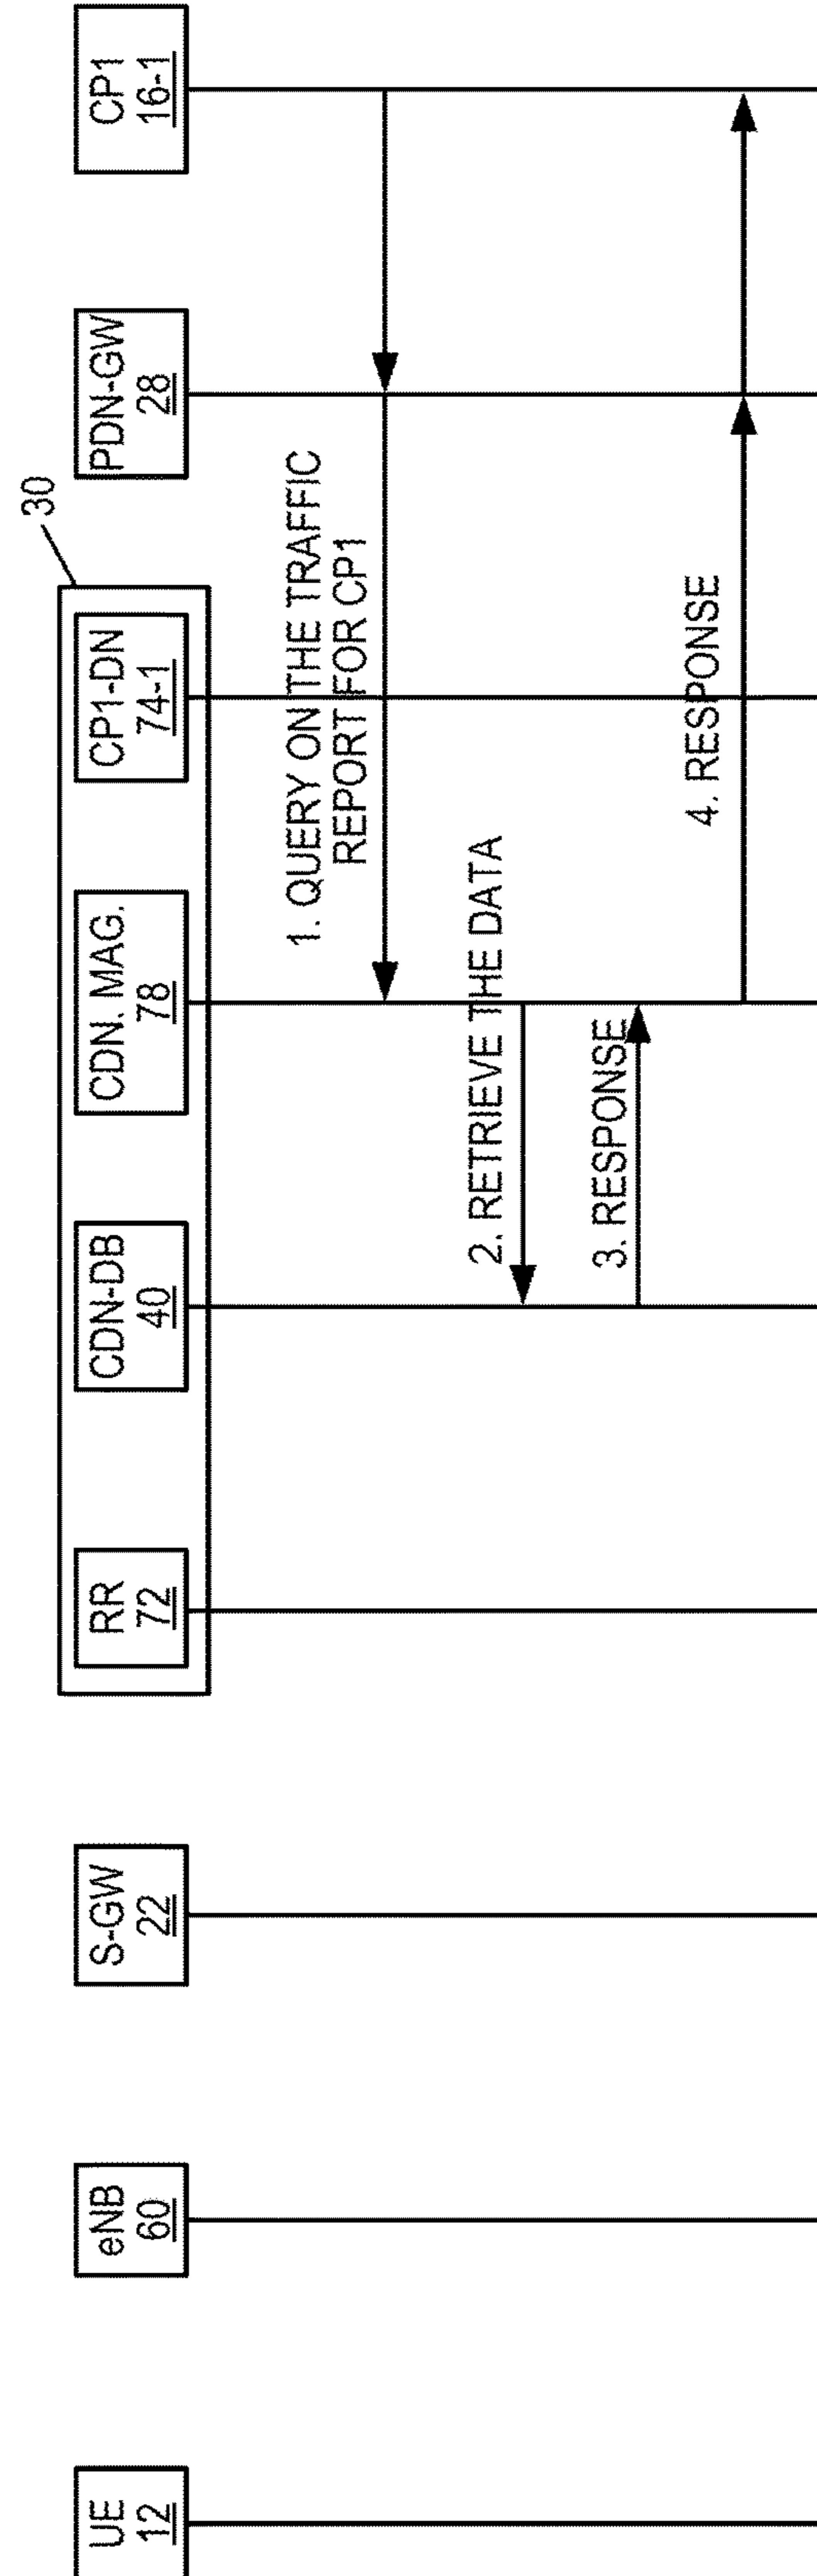 30
UE
12
eNB
60
S-GW
22
RR
72
CDN-DB
40
CDN. MAG.
78
CP1-DN
74-1
PDN-GW
28
CP1
16-1
1. QUERY ON THE TRAFFIC
REPORT FOR CP1
2. RETRIEVE THE DATA
3. RESPONSE
4. RESPONSE